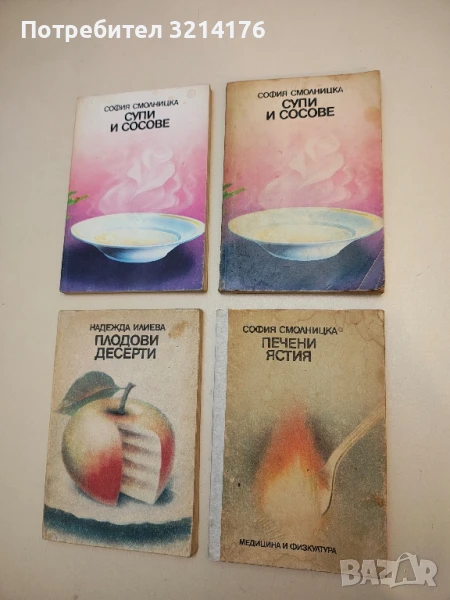 Потребител 3214176
СОФИЯ СМОЛНИЦКА
СУПИ
И СОСОВЕ
СОФИЯ СМОЛНИЦКА
СУПИ
И СОСОВЕ
НАДЕЖДА ИЛИЕВА
ПЛОДОВИ
ДЕСЕРТИ
СОФИЯ СМОЛНИЦКА
ПЕЧЕНИ
ЯСТИЯ
МЕДИЦИНА И ФИЗКУЛТУРА
BAZAR